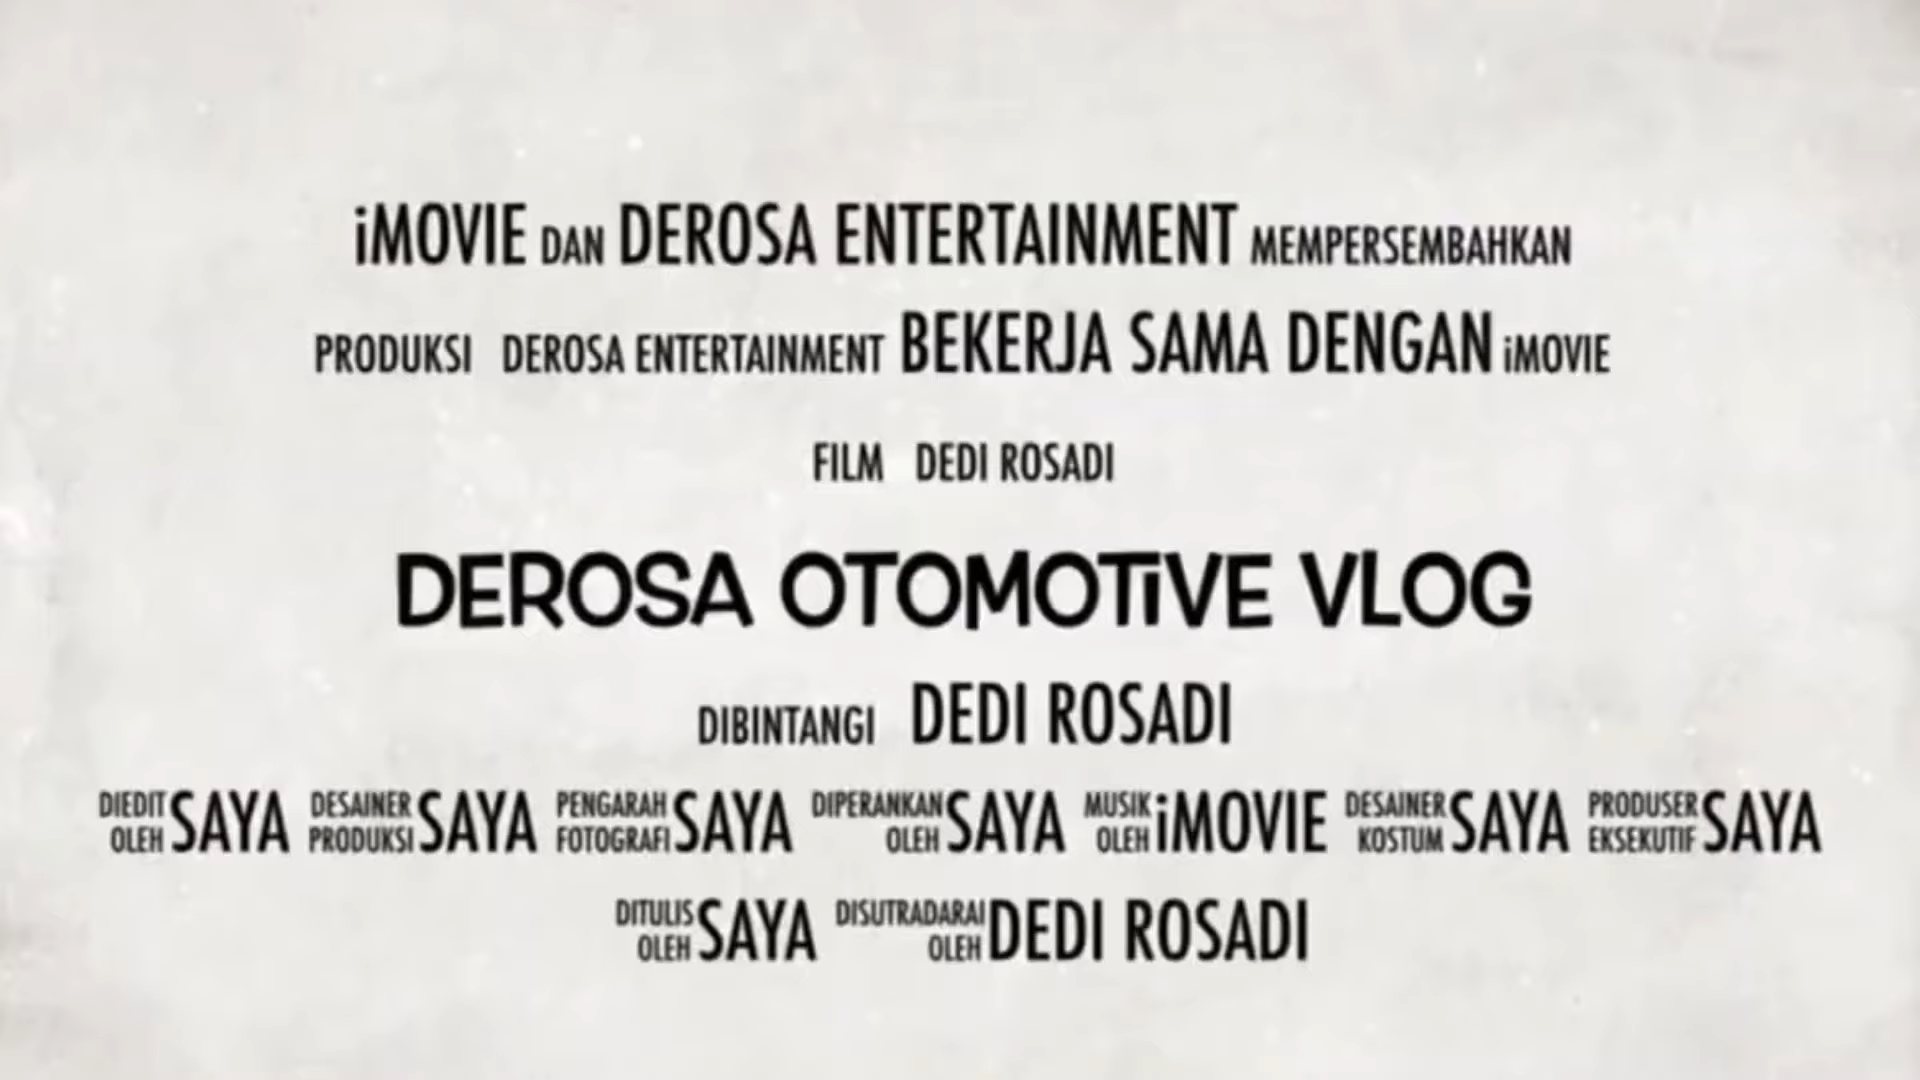 iMOVIE DAN DEROSA ENTERTAINMENT MEMPERSEMBAHKAN
PRODUKSI DEROSA ENTERTAINMENT BEKERJA SAMA DENGAN iMOVIE
FILM DEDI ROSADI
DEROSA OTOMOTiVE VLOG
DIBINTANGI DEDI ROSADI
DIEDIT OLEH SAYA DESAINER PRODUKSI SAYA PENGARAH FOTOGRAFI SAYA DIPERANKAN OLEH SAYA MUSIK OLEH iMOVIE DESAINER KOSTUM SAYA PRODUSER EKSEKUTIF SAYA
DITULIS OLEH SAYA DISUTRADARAI OLEH DEDI ROSADI